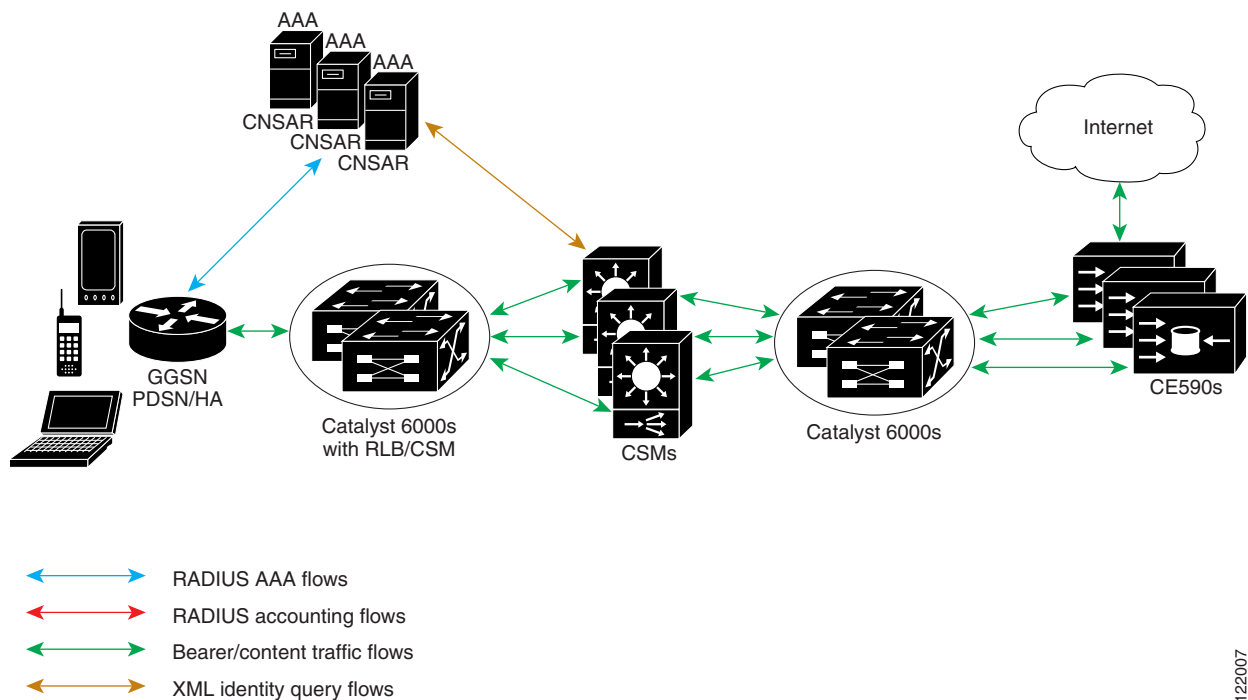 AAA
AAA
AAA
CNSAR
CNSAR
CNSAR
Internet
GGSN
PDSN/HA
Catalyst 6000s
with RLB/CSM
CSMs
Catalyst 6000s
CE590s
RADIUS AAA flows
RADIUS accounting flows
Bearer/content traffic flows
XML identity query flows
122007